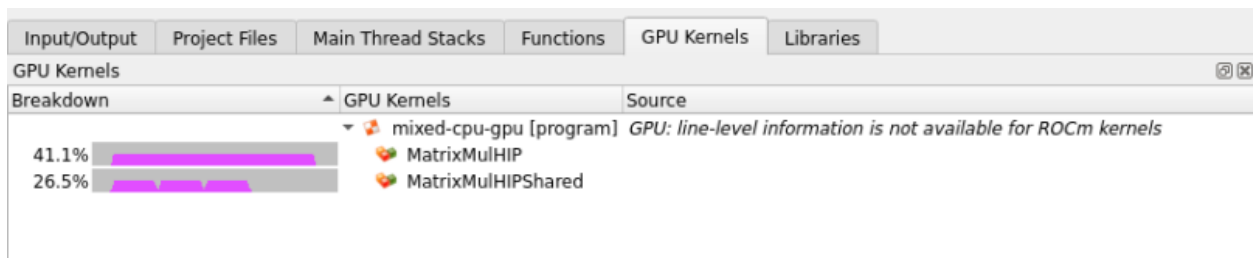 Input/Output Project Files Main Thread Stacks Functions GPU Kernels Libraries
GPU Kernels
Breakdown GPU Kernels Source
mixed-cpu-gpu [program] GPU: line-level information is not available for ROCm kernels
41.1% MatrixMulHIP
26.5% MatrixMulHIPShared